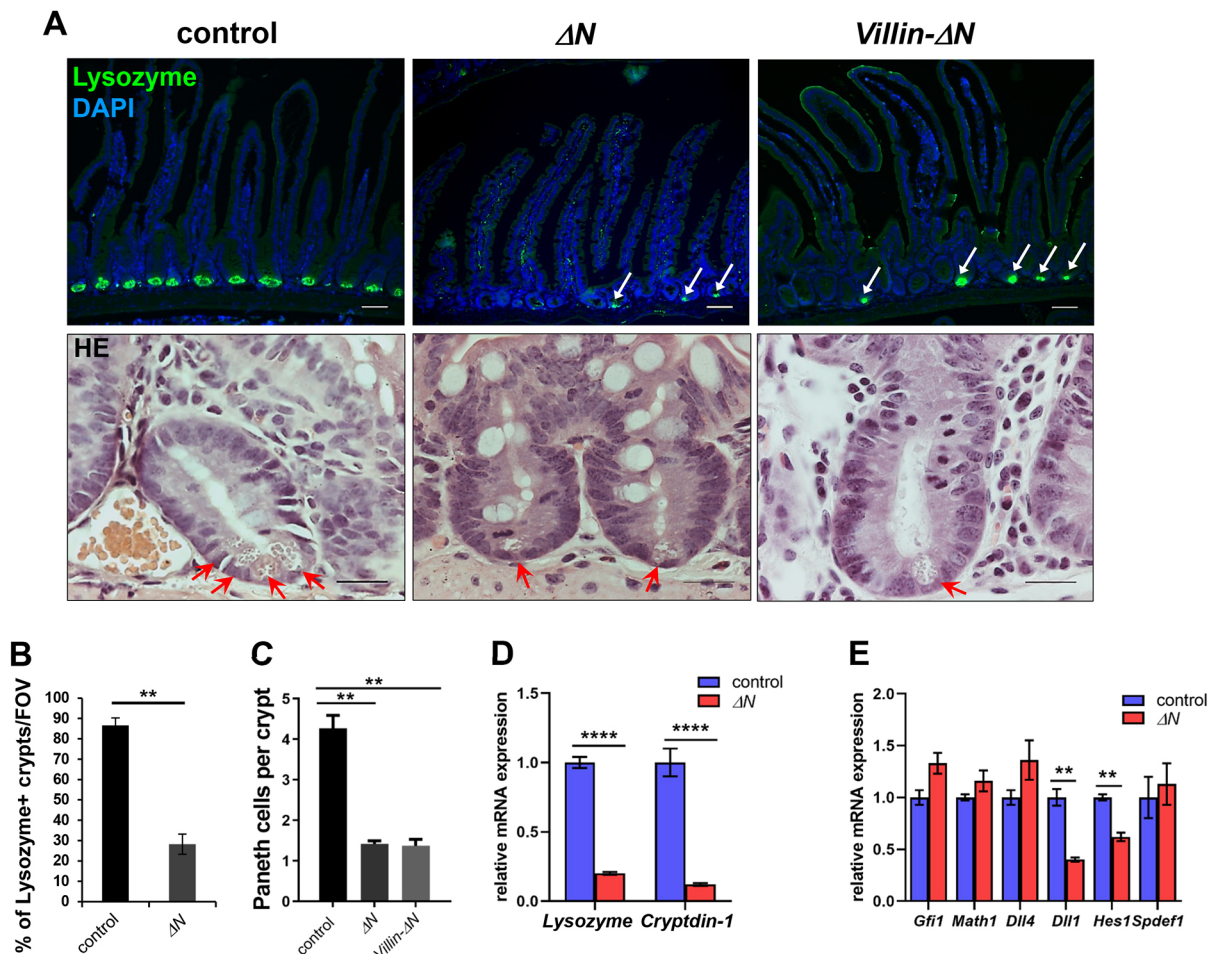 A
control
ΔN
Villin-ΔN
Lysozyme
DAPI
HE
B
% of Lysozyme+ crypts/FOV
100
90
80
70
60
50
40
30
20
10
0
**
control
ΔN
C
Paneth cells per crypt
5
4
3
2
1
0
**
**
control
ΔN
Villin-ΔN
D
control
ΔN
relative mRNA expression
1.5
1.0
0.5
0.0
****
****
Lysozyme
Cryptdin-1
E
control
ΔN
relative mRNA expression
2.0
1.5
1.0
0.5
0.0
**
**
Gfi1
Math1
Dll4
Dll1
Hes1
Spdef1